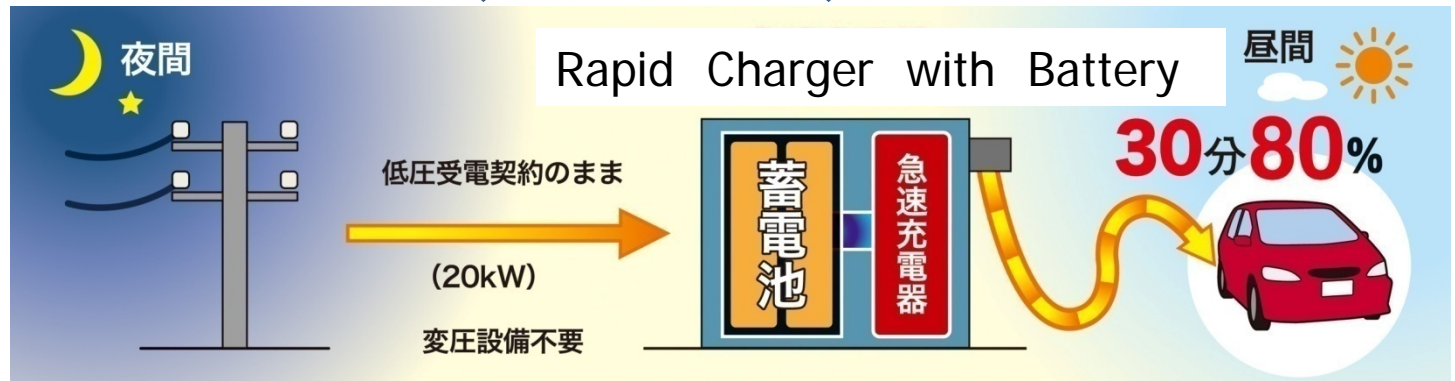 夜間
Rapid Charger with Battery
昼間
30分80%
低圧受電契約のまま
(20kW)
変圧設備不要
蓄電池
急速充電器